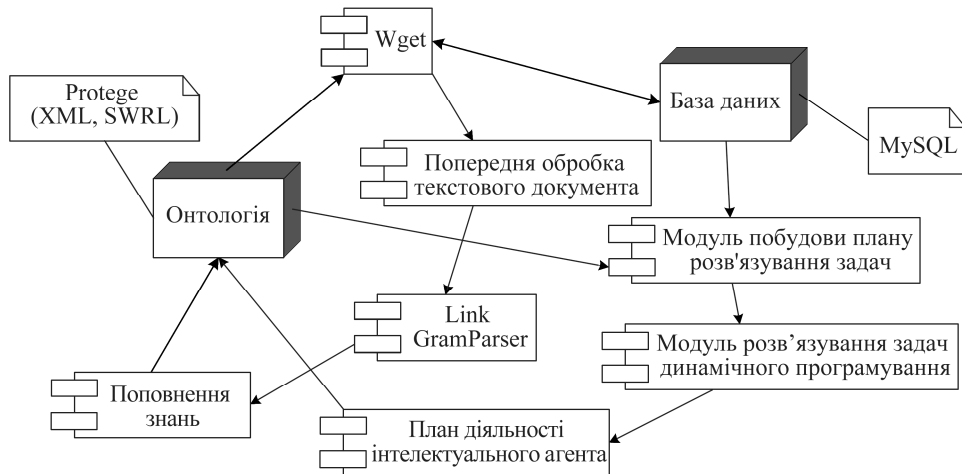 Wget
Protege
(XML, SWRL)
База даних
MySQL
Попередня обробка
текстового документа
Онтологія
Модуль побудови плану
розв'язування задач
Link
GramParser
Модуль розв’язування задач
динамічного програмування
Поповнення
знань
План діяльності
інтелектуального агента